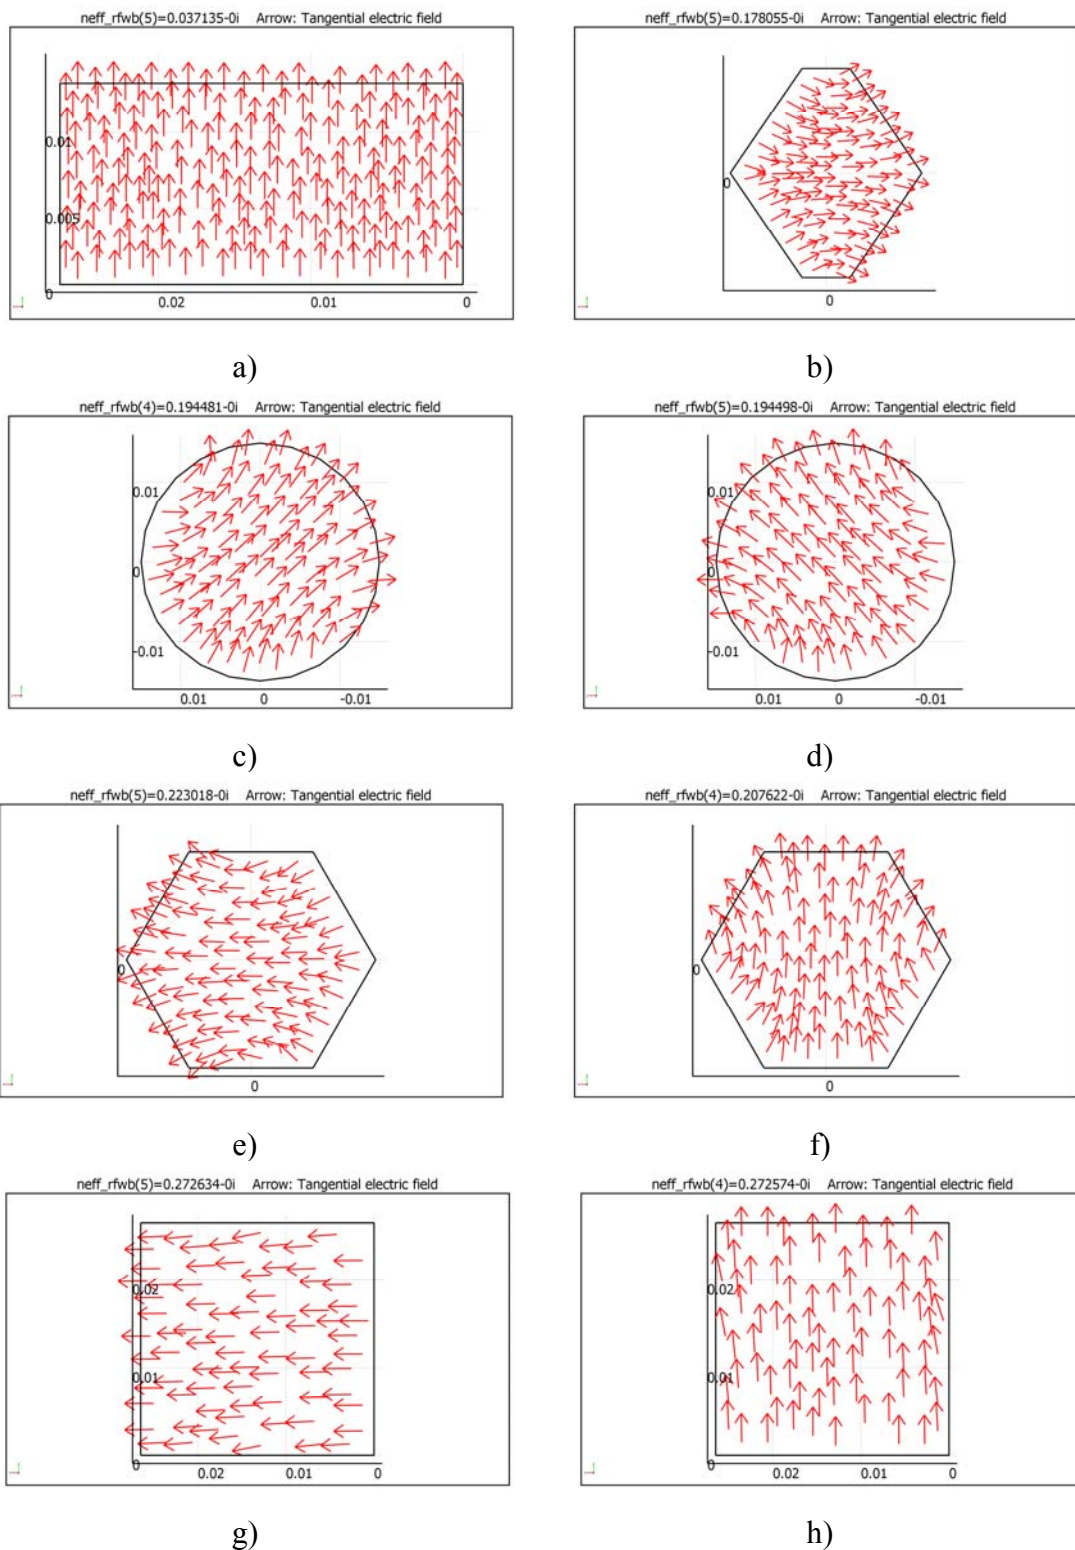 neff_rfwb(5)=0.037135-0i Arrow: Tangential electric field
0.01
0.005
0
0.02 0.01 0
a)
neff_rfwb(5)=0.178055-0i Arrow: Tangential electric field
0
0
b)
neff_rfwb(4)=0.194481-0i Arrow: Tangential electric field
0.01
0
-0.01
0.01 0 -0.01
c)
neff_rfwb(5)=0.194498-0i Arrow: Tangential electric field
0.01
0
-0.01
0.01 0 -0.01
d)
neff_rfwb(5)=0.223018-0i Arrow: Tangential electric field
0
0
e)
neff_rfwb(4)=0.207622-0i Arrow: Tangential electric field
0
0
f)
neff_rfwb(5)=0.272634-0i Arrow: Tangential electric field
0.02
0.01
0
0.02 0.01 0
g)
neff_rfwb(4)=0.272574-0i Arrow: Tangential electric field
0.02
0.01
0
0.02 0.01 0
h)